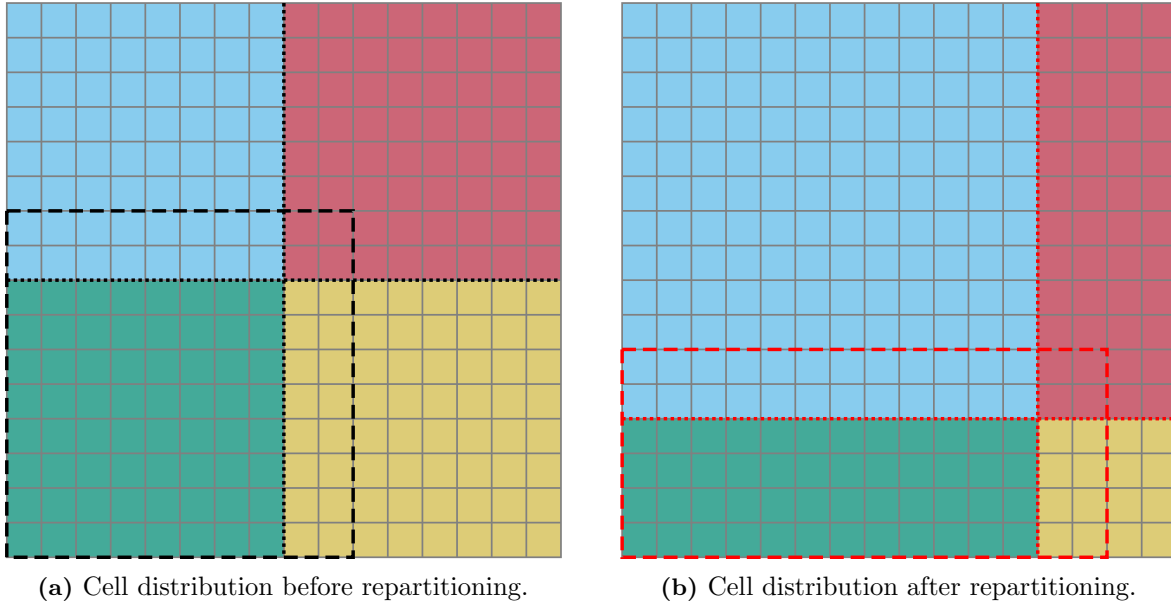 (a) Cell distribution before repartitioning.
(b) Cell distribution after repartitioning.